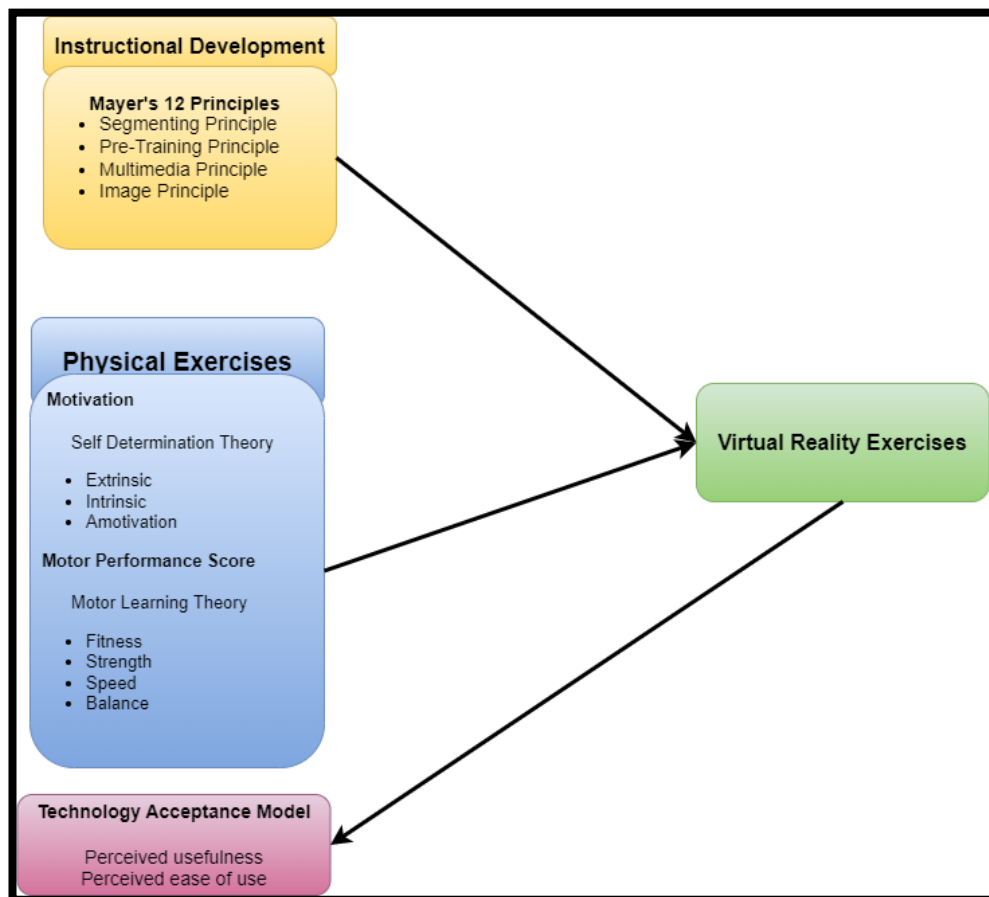 Instructional Development
Mayer's 12 Principles
• Segmenting Principle
• Pre-Training Principle
• Multimedia Principle
• Image Principle
Physical Exercises
Motivation
Self Determination Theory
• Extrinsic
• Intrinsic
• Amotivation
Motor Performance Score
Motor Learning Theory
• Fitness
• Strength
• Speed
• Balance
Virtual Reality Exercises
Technology Acceptance Model
Perceived usefulness
Perceived ease of use